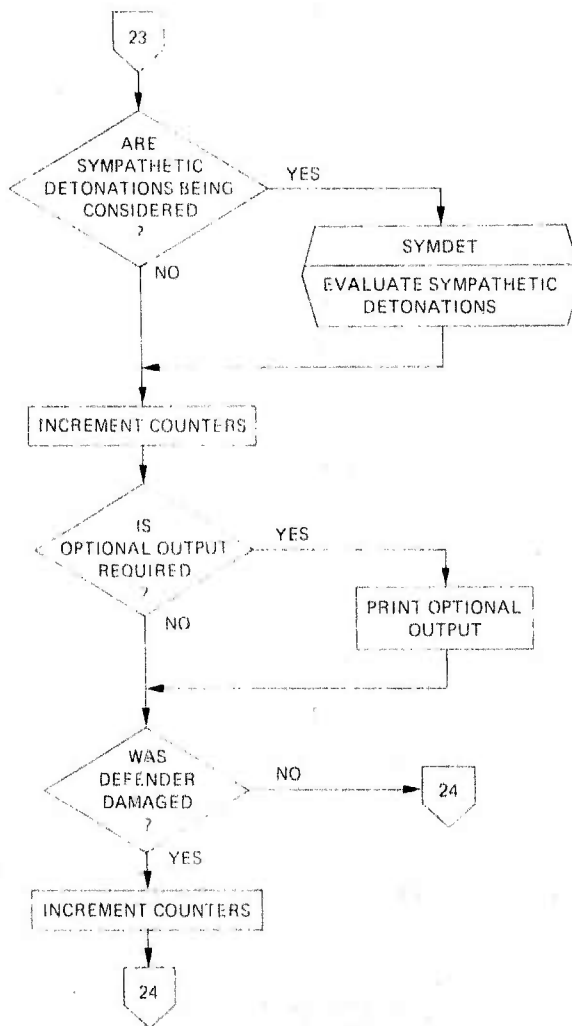 23
ARE
SYMPATHETIC
DETONATIONS BEING
CONSIDERED
?
YES
NO
SYMDET
EVALUATE SYMPATHETIC
DETONATIONS
INCREMENT COUNTERS
IS
OPTIONAL OUTPUT
REQUIRED
?
YES
NO
PRINT OPTIONAL
OUTPUT
WAS
DEFENDER
DAMAGED
?
NO
24
YES
INCREMENT COUNTERS
24